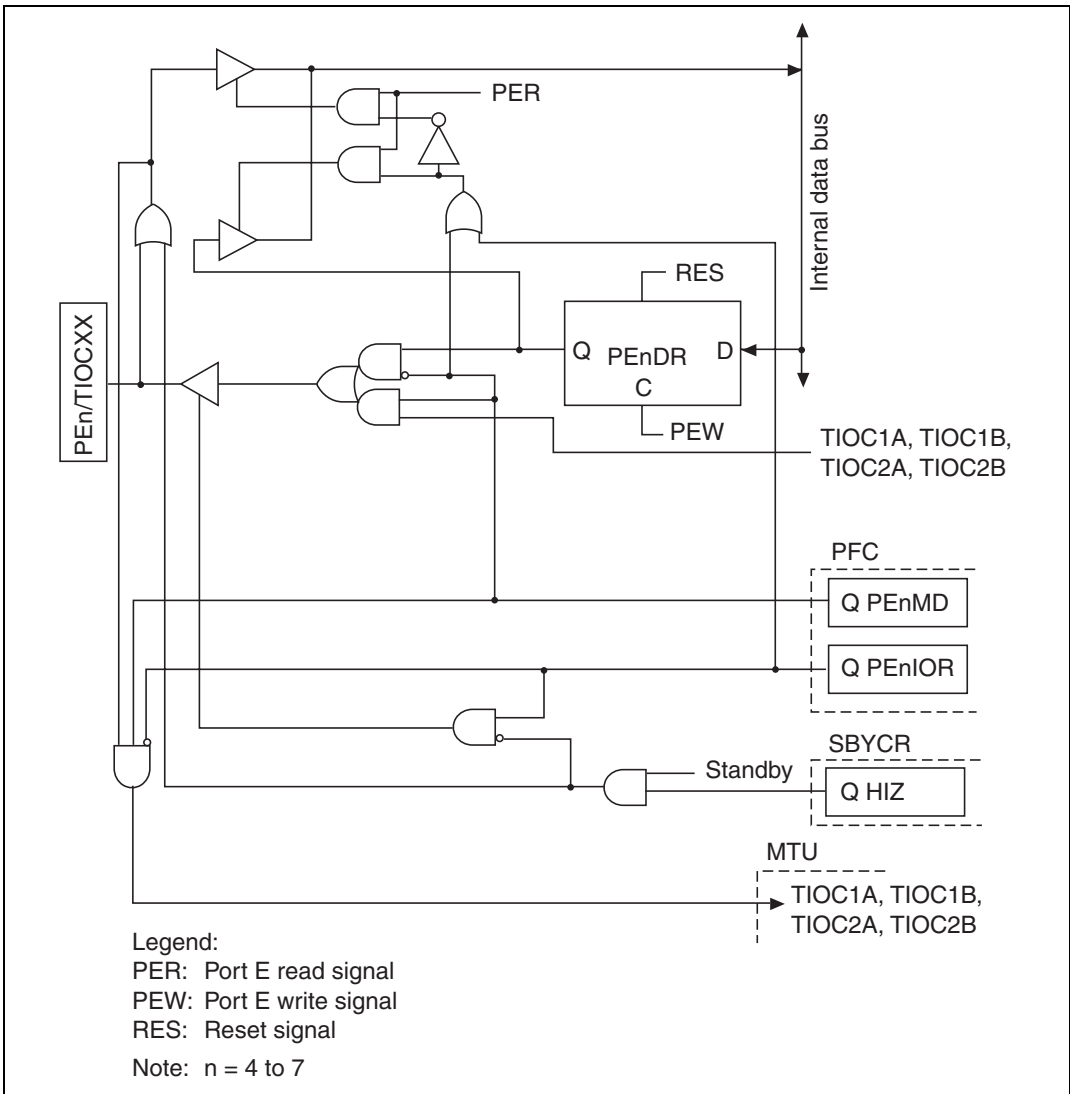 PER
Internal data bus
RES
Q PEnDR D
C
PEW
PEn/TIOCXX
TIOC1A, TIOC1B,
TIOC2A, TIOC2B
PFC
Q PEnMD
Q PEnIOR
SBYCR
Standby
Q HIZ
MTU
TIOC1A, TIOC1B,
TIOC2A, TIOC2B
Legend:
PER: Port E read signal
PEW: Port E write signal
RES: Reset signal
Note: n = 4 to 7